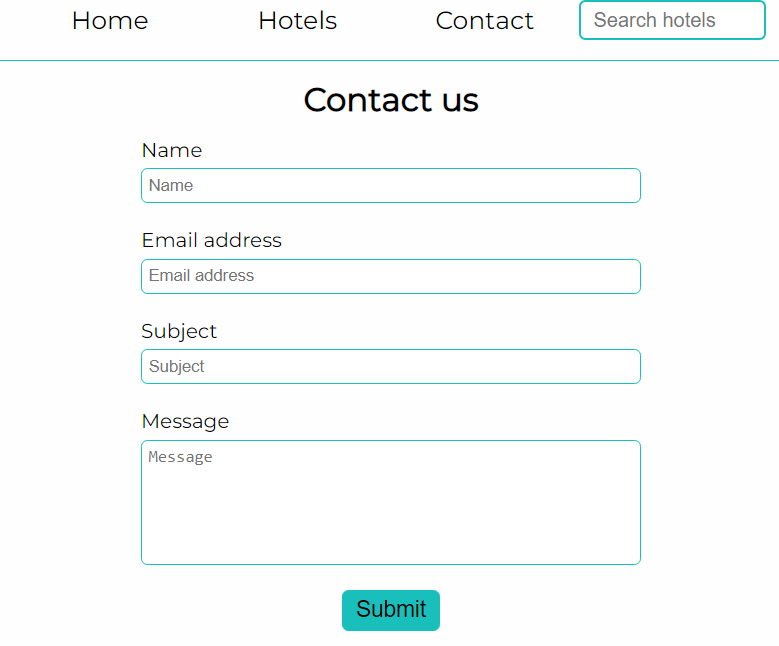 Home Hotels Contact Search hotels
Contact us
Name
Name
Email address
Email address
Subject
Subject
Message
Message
Submit